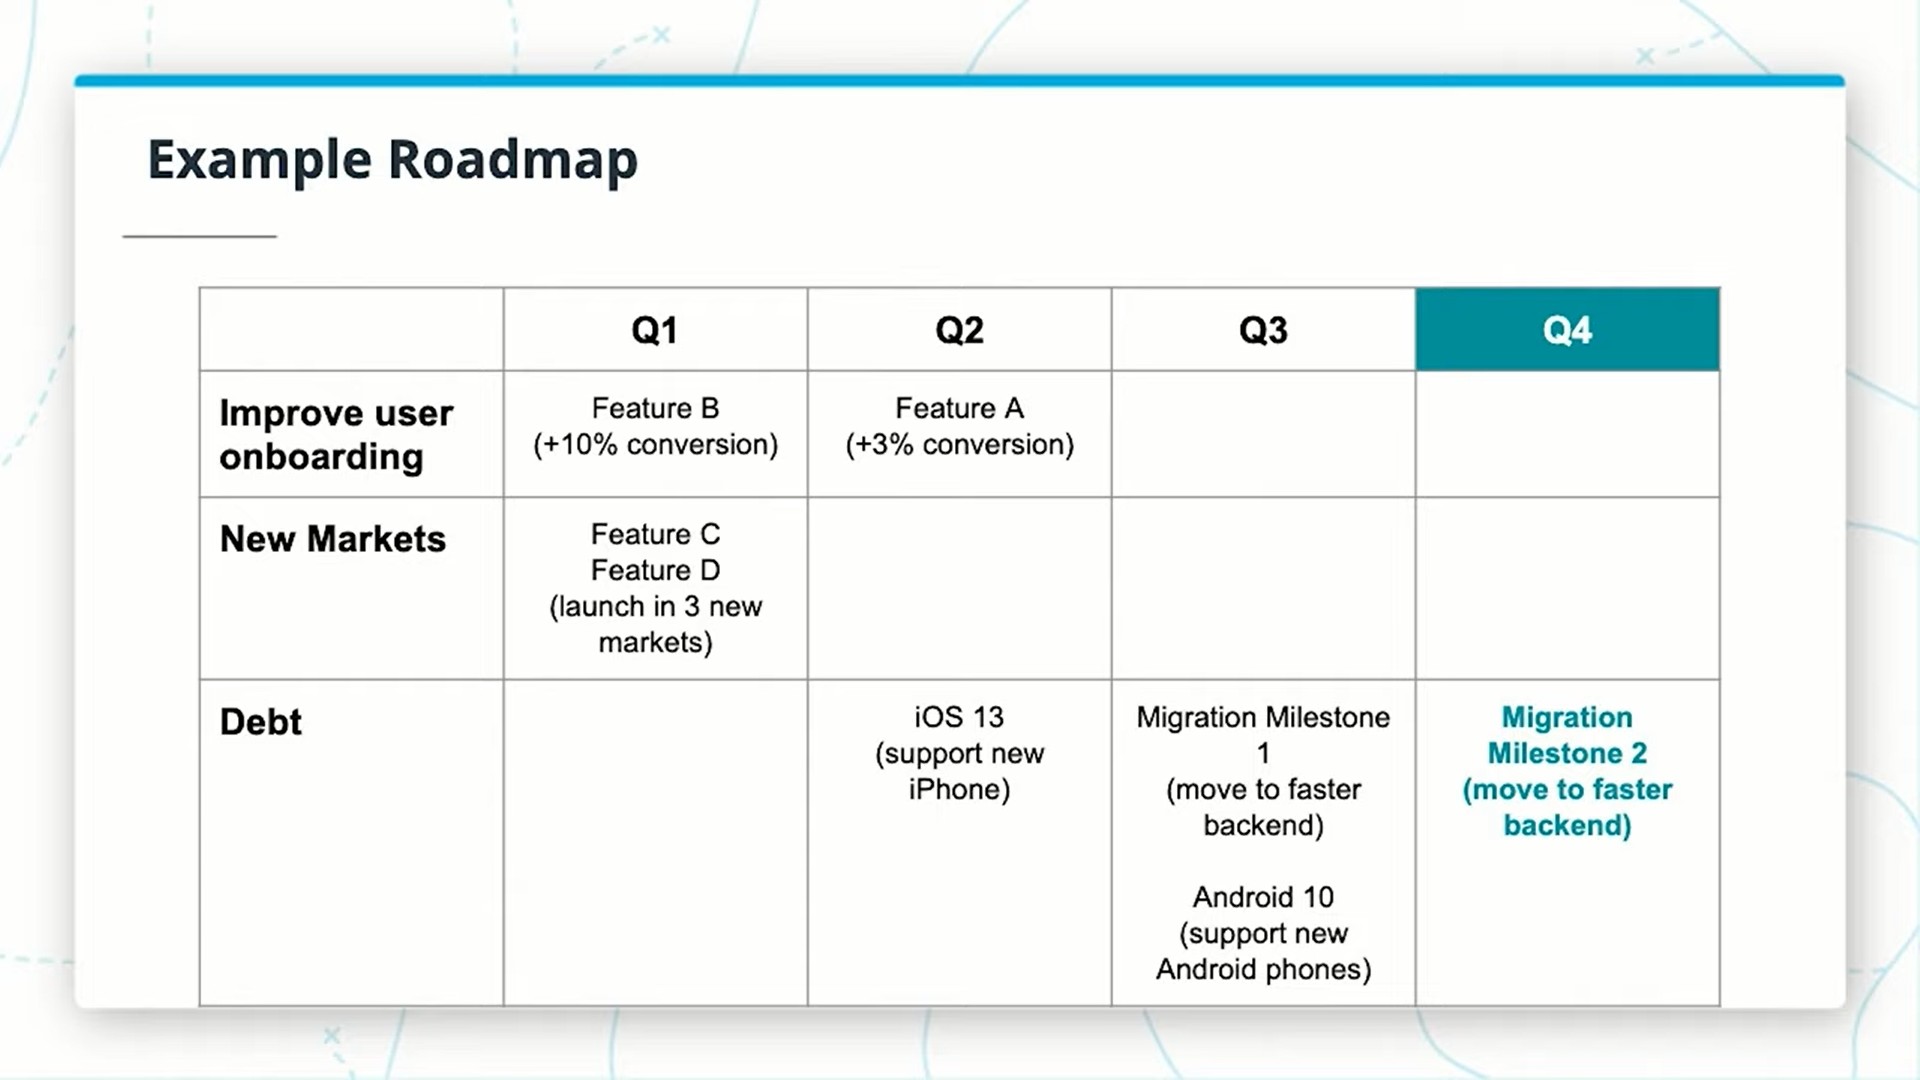 Example Roadmap
Q1
Q2
Q3
Q4
Improve user
onboarding
Feature B
(+10% conversion)
Feature A
(+3% conversion)
New Markets
Feature C
Feature D
(launch in 3 new
markets)
Debt
iOS 13
(support new
iPhone)
Migration Milestone
1
(move to faster
backend)
Android 10
(support new
Android phones)
Migration
Milestone 2
(move to faster
backend)